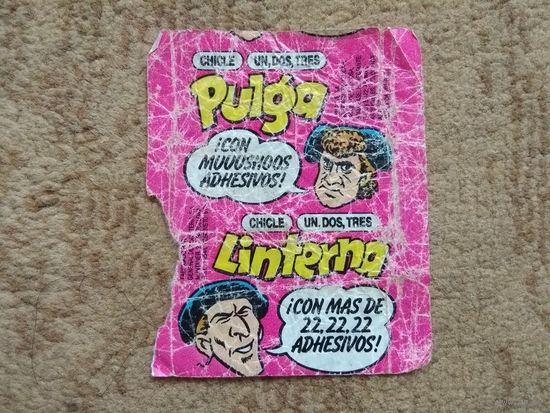 CHICLE UN, DOS, TRES
Pulga
¡CON
MUUUSHOOS
ADHESIVOS!
CHICLE UN, DOS, TRES
Linterna
¡CON MAS DE
22, 22, 22
ADHESIVOS!